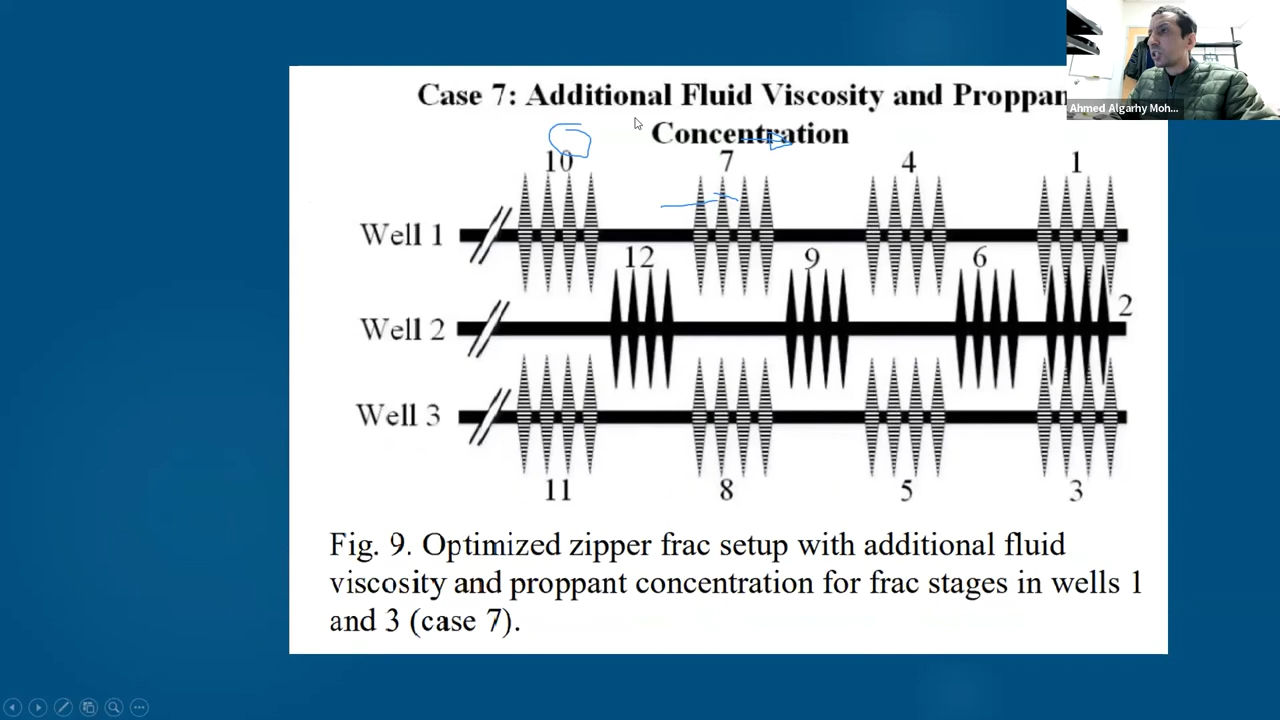 Case 7: Additional Fluid Viscosity and Proppan
Concentration
10 7 4 1
Well 1
12 9 6
2
Well 2
Well 3
11 8 5 3
Fig. 9. Optimized zipper frac setup with additional fluid
viscosity and proppant concentration for frac stages in wells 1
and 3 (case 7).
Ahmed Algarhy Moh...